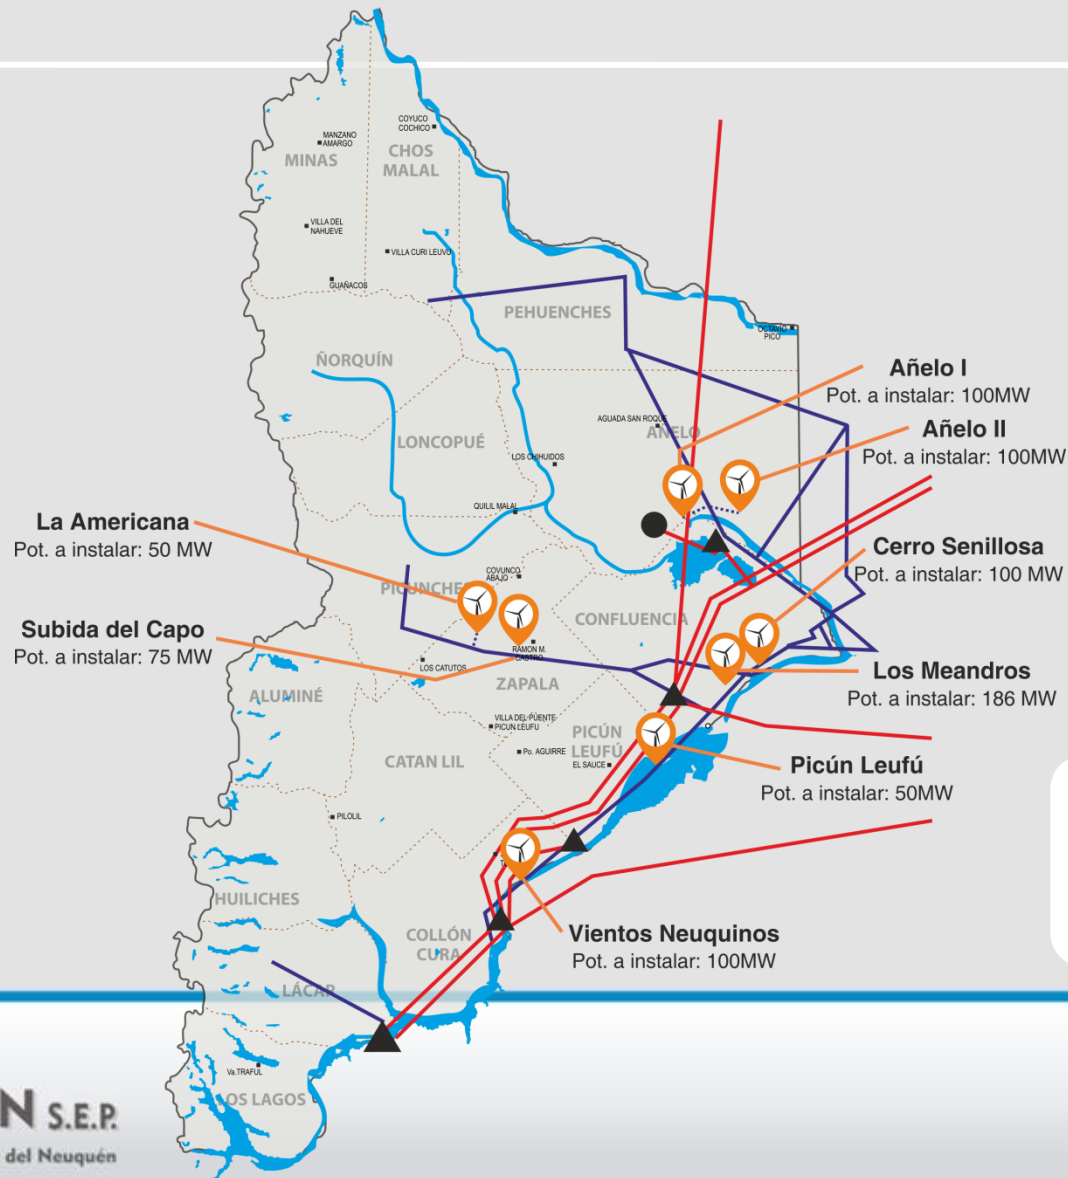 COYUCO
COCHICO
MANZANO
AMARGO
MINAS
CHOS
MALAL
VILLA DEL
NAHUEVE
VILLA CURI LEUVU
GUAÑACOS
PEHUENCHES
OCTAVIO
PICO
ÑORQUÍN
Añelo I
Pot. a instalar: 100MW
AGUADA SAN ROQUE
AÑELO
Añelo II
Pot. a instalar: 100MW
LONCOPUÉ
LOS CHIHUIDOS
QUILIL MALAL
La Americana
Pot. a instalar: 50 MW
Cerro Senillosa
Pot. a instalar: 100 MW
COVUNCO
ABAJO
PICUNCHES
CONFLUENCIA
Subida del Capo
Pot. a instalar: 75 MW
RAMON M.
CASTRO
LOS CATUTOS
Los Meandros
Pot. a instalar: 186 MW
ZAPALA
ALUMINÉ
VILLA DEL PUENTE
PICUN LEUFU
PICÚN
LEUFÚ
Po. AGUIRRE
EL SAUCE
CATAN LIL
Picún Leufú
Pot. a instalar: 50MW
PILOLIL
HUILICHES
COLLÓN
CURA
Vientos Neuquinos
Pot. a instalar: 100MW
LÁCAR
Va.TRAFUL
LOS LAGOS
N S.E.P.
del Neuquén